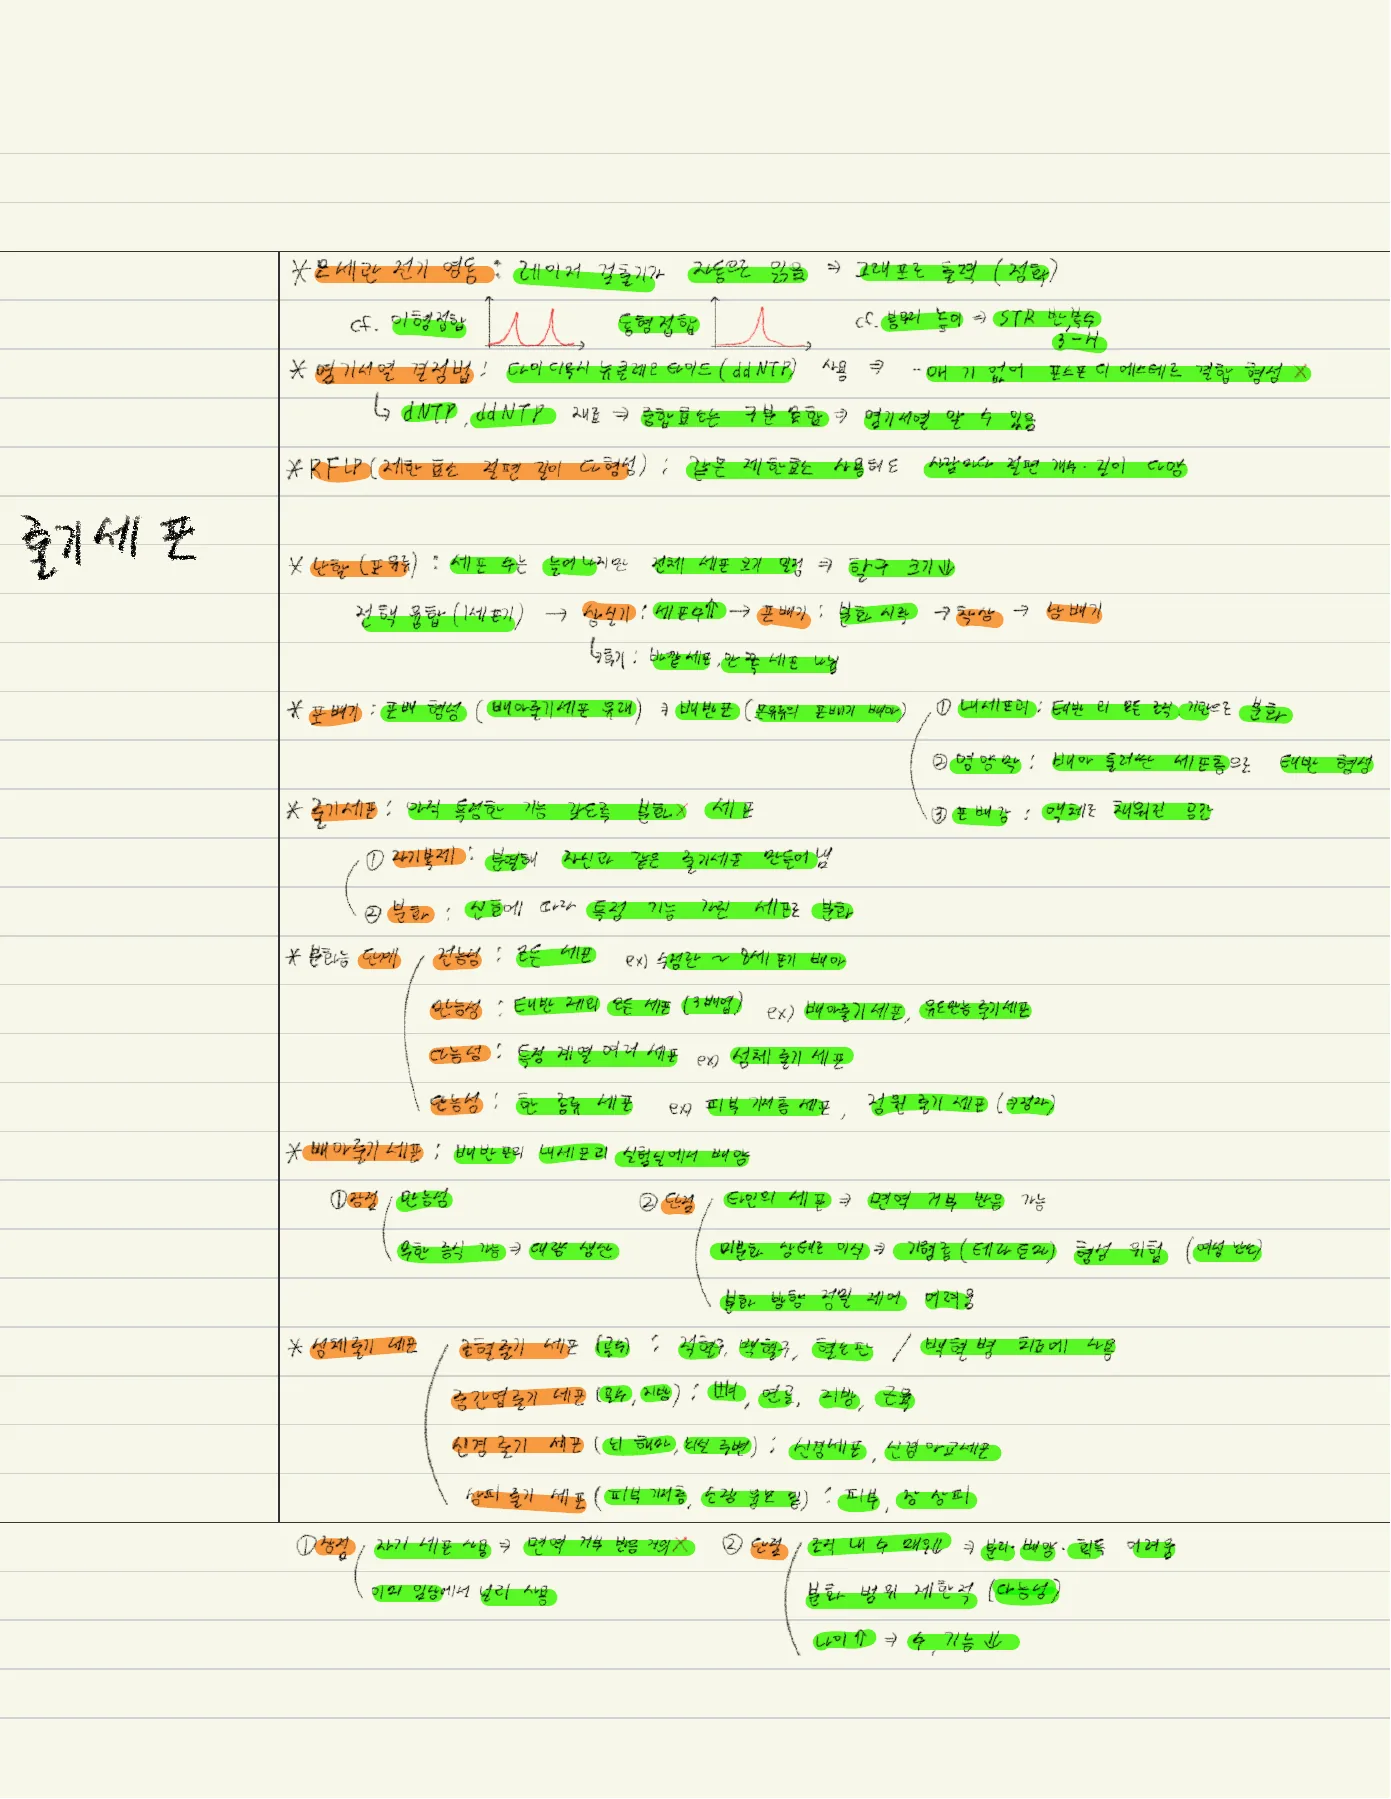 * 모세관 전기 영동 : 레이저 검출기가 자동으로 읽음 ⇒ 그래프로 출력 (정확)
cf. 이형접합 동형접합 cf. 봉우리 높이 ⇒ STR 반복수
3-4
* 염기서열 결정법 : 다이디옥시 뉴클레오타이드 (ddNTP) 사용 ⇒ 기 없어 포스포다이에스테르 결합 형성 X
↳ dNTP, ddNTP 재료 ⇒ 중합효소는 구분 못함 ⇒ 염기서열 알 수 있음
* RFLP (제한 효소 절편 길이 다형성) : 같은 제한효소 사용해도 사람마다 절편 개수·길이 다양
줄기세포
* 난할 (포유류) : 세포 수는 늘어나지만 전체 세포 크기 일정 ⇒ 할구 크기↓
전핵 융합 (1세포기) → 상실기 : 세포수↑ → 포배기 : 분화 시작 → 착상 → 낭배기
↳ 후기 : 바깥세포, 안쪽 세포 나뉨
* 포배기 : 포배 형성 (배아줄기세포 유래) ⇒ 배반포 (포유류의 포배기 배아) ① 내세포괴 : 태반 외 모든 조직 기관으로 분화
② 영양막 : 배아 둘러싼 세포층으로 태반 형성
* 줄기세포 : 아직 특정한 기능 갖도록 분화 X 세포 ③ 포배강 : 액체로 채워진 공간
① 자기복제 : 분열해 자신과 같은 줄기세포 만들어 냄
② 분화 : 신호에 따라 특정 기능 가진 세포로 분화
* 분화능 단계 전능성 : 모든 세포 ex) 수정란 ~ 8세포기 배아
만능성 : 태반 제외 모든 세포 (3배엽) ex) 배아줄기세포, 유도만능 줄기세포
다능성 : 특정 계열 여러 세포 ex) 성체 줄기 세포
단능성 : 한 종류 세포 ex) 피부 기저층 세포, 정원 줄기 세포 (정자)
* 배아줄기 세포 : 배반포의 내세포괴 실험실에서 배양
① 장점 만능성 ② 단점 타인의 세포 ⇒ 면역 거부 반응 가능
무한 증식 가능 ⇒ 대량 생산 미분화 상태로 이식 ⇒ 기형종 (테라토마) 형성 위험 (여성 난소)
분화 방향 정밀 제어 어려움
* 성체줄기 세포 조혈줄기 세포 (골수) : 적혈구, 백혈구, 혈소판 / 백혈병 치료에 사용
중간엽줄기 세포 (골수, 지방) : 뼈, 연골, 지방, 근육
신경 줄기 세포 (뇌 해마, 뇌실 주변) : 신경세포, 신경 아교세포
상피줄기 세포 (피부 기저층, 소장 융모 밑) : 피부, 장 상피
① 장점 자기 세포 사용 ⇒ 면역 거부 반응 거의 X ② 단점 조직 내 수 매우↓ ⇒ 분리·배양·획득 어려움
이미 임상에서 널리 사용 분화 범위 제한적 (다능성)
나이↑ ⇒ 수, 기능↓